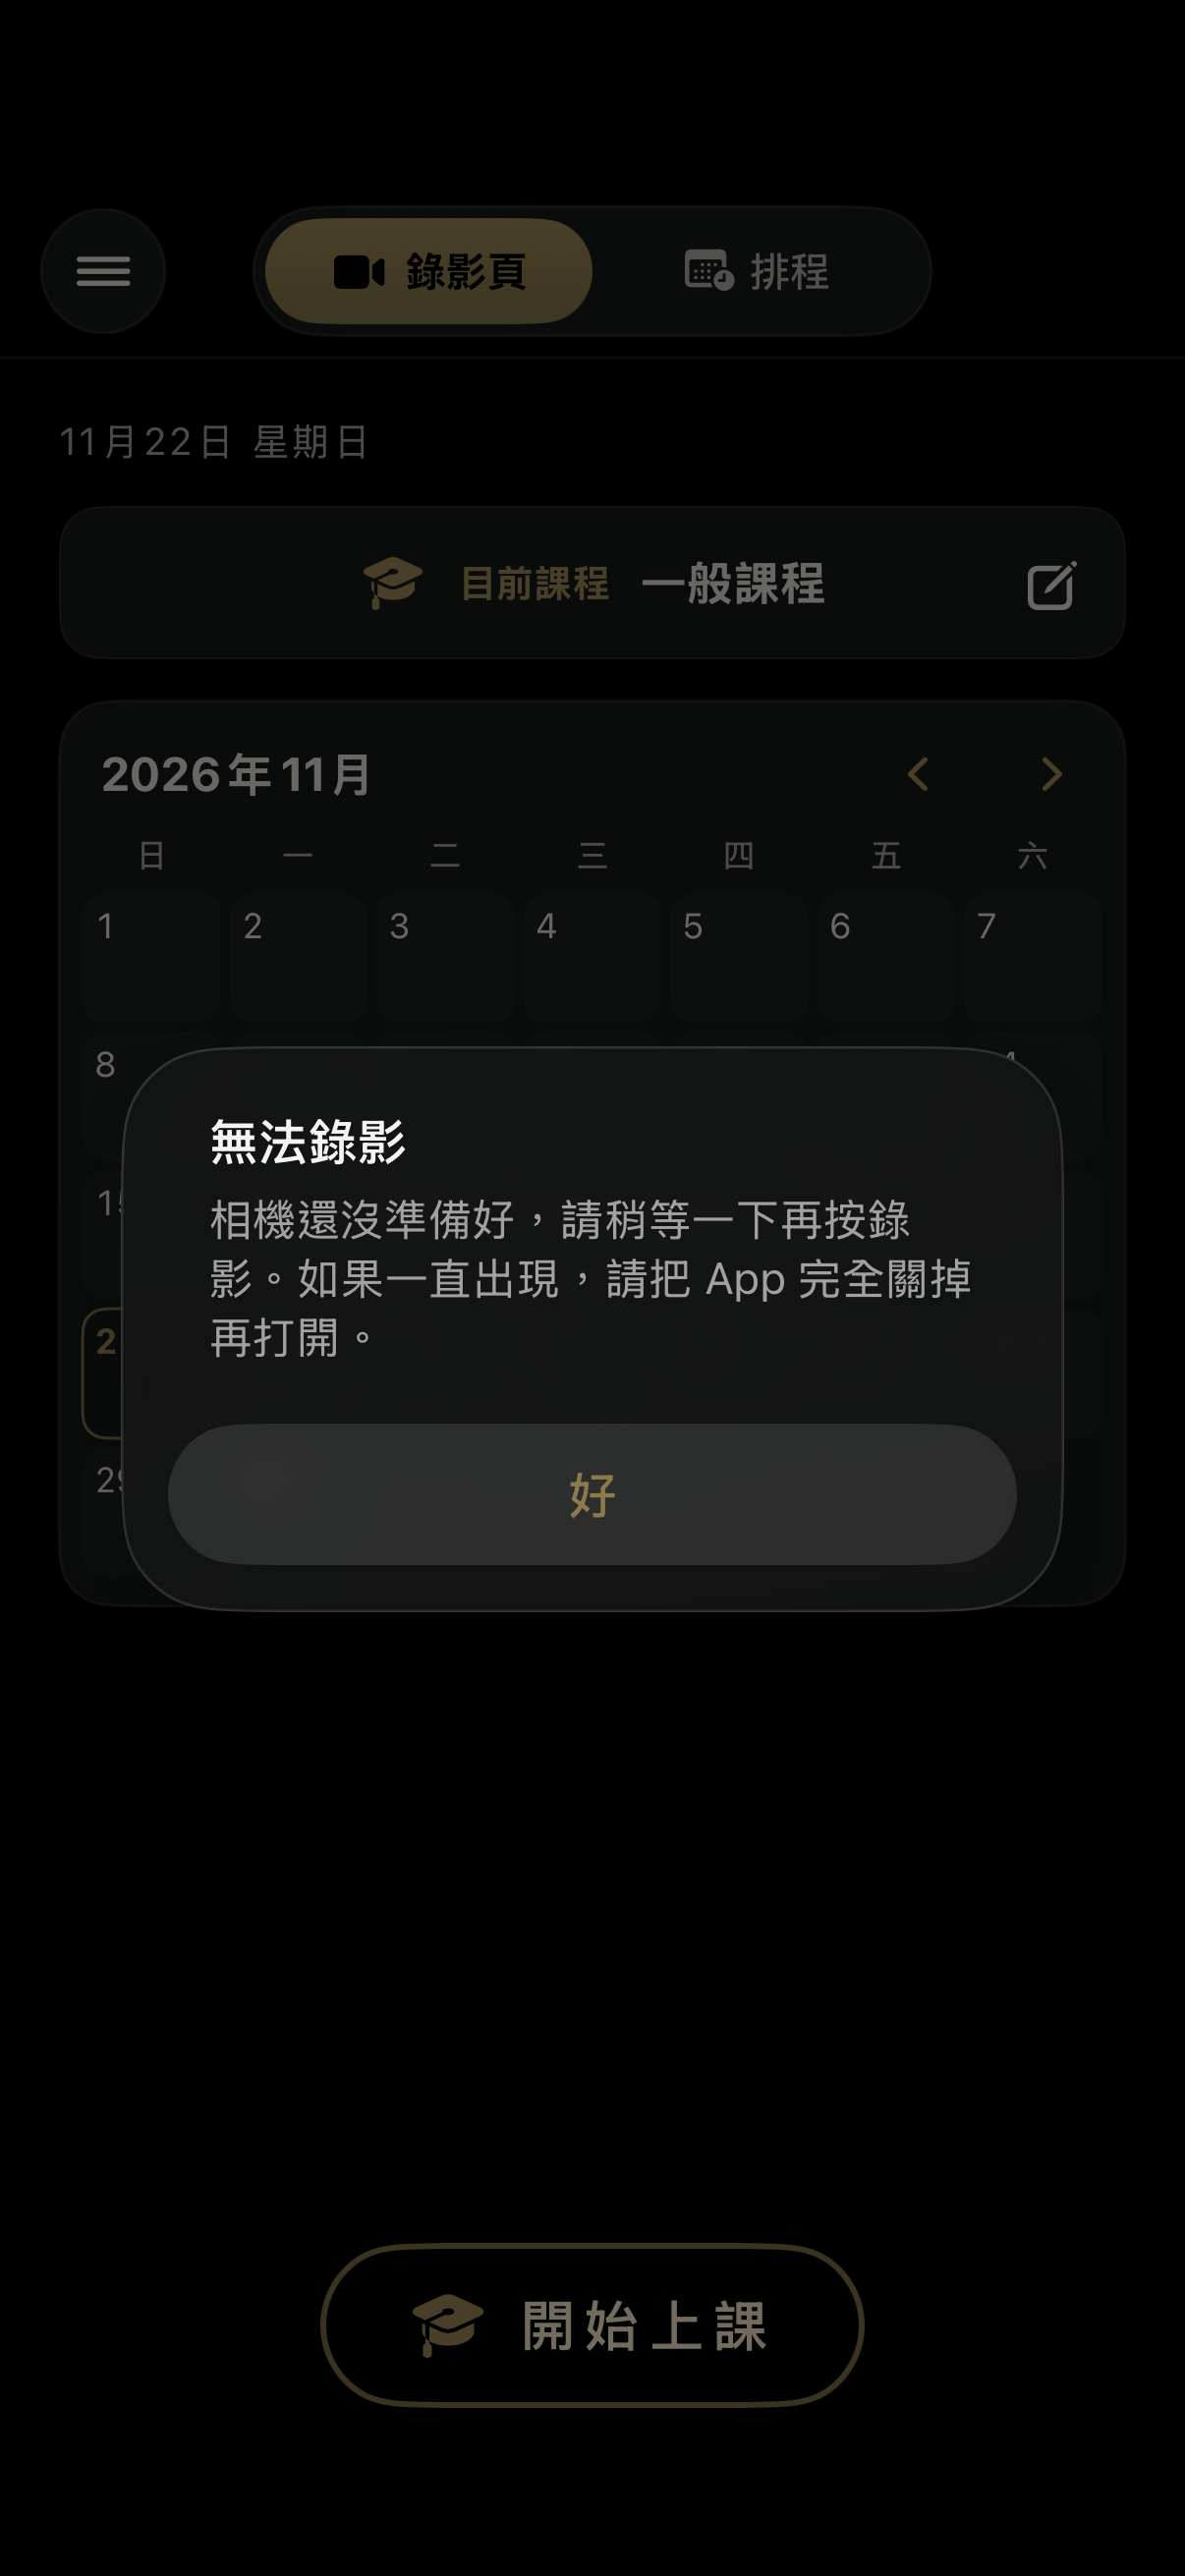 錄影頁 排程
11月22日 星期日
目前課程 一般課程
2026年 11月
日 一 二 三 四 五 六
1 2 3 4 5 6 7
8
無法錄影
相機還沒準備好，請稍等一下再按錄
影。如果一直出現，請把 App 完全關掉
再打開。
好
開始上課